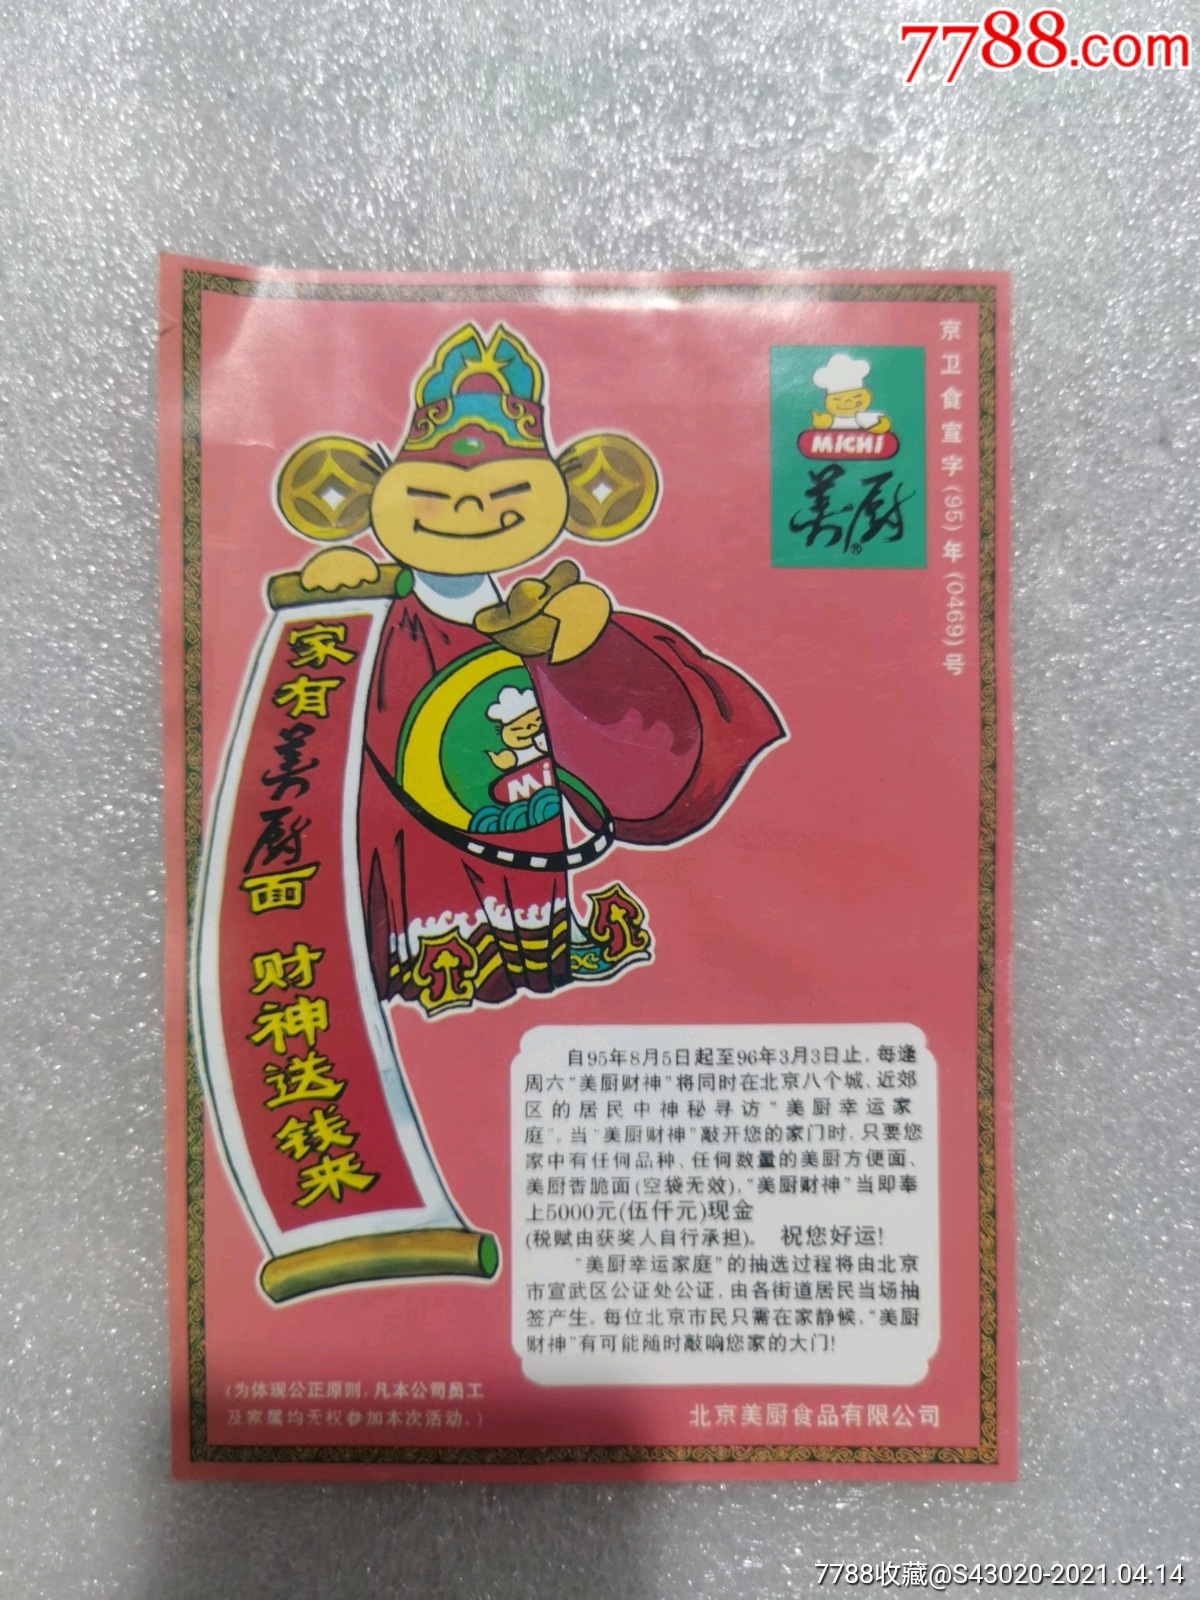 7788.com
京卫食宣字(95)年(0469)号
MiCHi
美厨
®
家有美厨面 财神送钱来
Mi
自95年8月5日起至96年3月3日止,每逢
周六"美厨财神"将同时在北京八个城、近郊
区的居民中神秘寻访"美厨幸运家
庭"。当"美厨财神"敲开您的家门时,只要您
家中有任何品种、任何数量的美厨方便面、
美厨香脆面(空袋无效),"美厨财神"当即奉
上5000元(伍仟元)现金
(税赋由获奖人自行承担)。 祝您好运!
"美厨幸运家庭"的抽选过程将由北京
市宣武区公证处公证,由各街道居民当场抽
签产生。每位北京市民只需在家静候,"美厨
财神"有可能随时敲响您家的大门!
(为体现公正原则,凡本公司员工
及家属均无权参加本次活动。)
北京美厨食品有限公司
7788收藏@S43020-2021.04.14